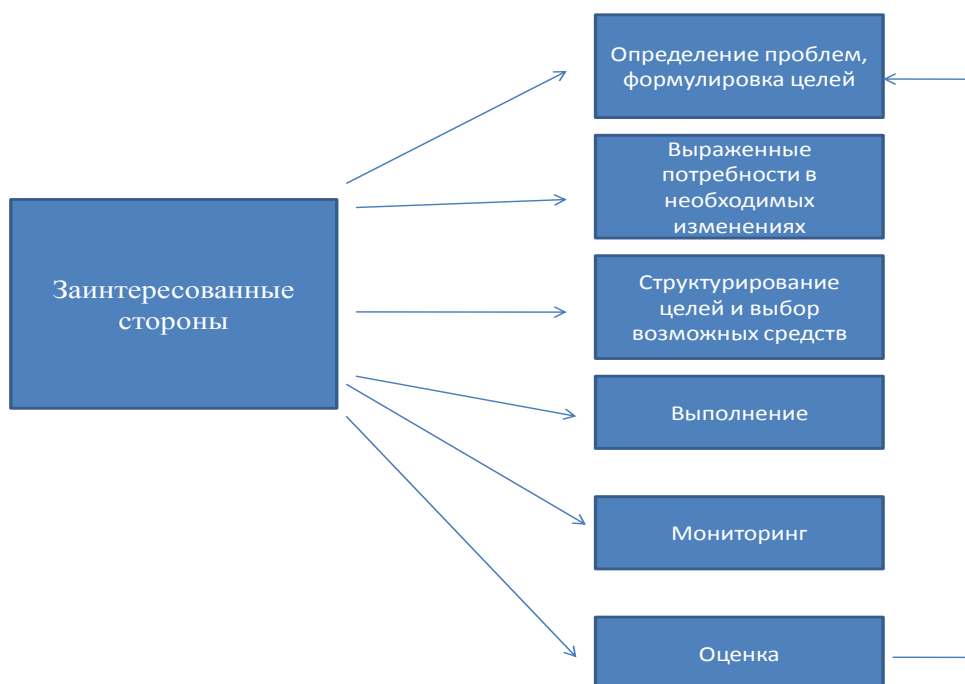 Определение проблем,
формулировка целей
Выраженные
потребности в
необходимых
изменениях
Заинтересованные
стороны
Структурирование
целей и выбор
возможных средств
Выполнение
Мониторинг
Оценка